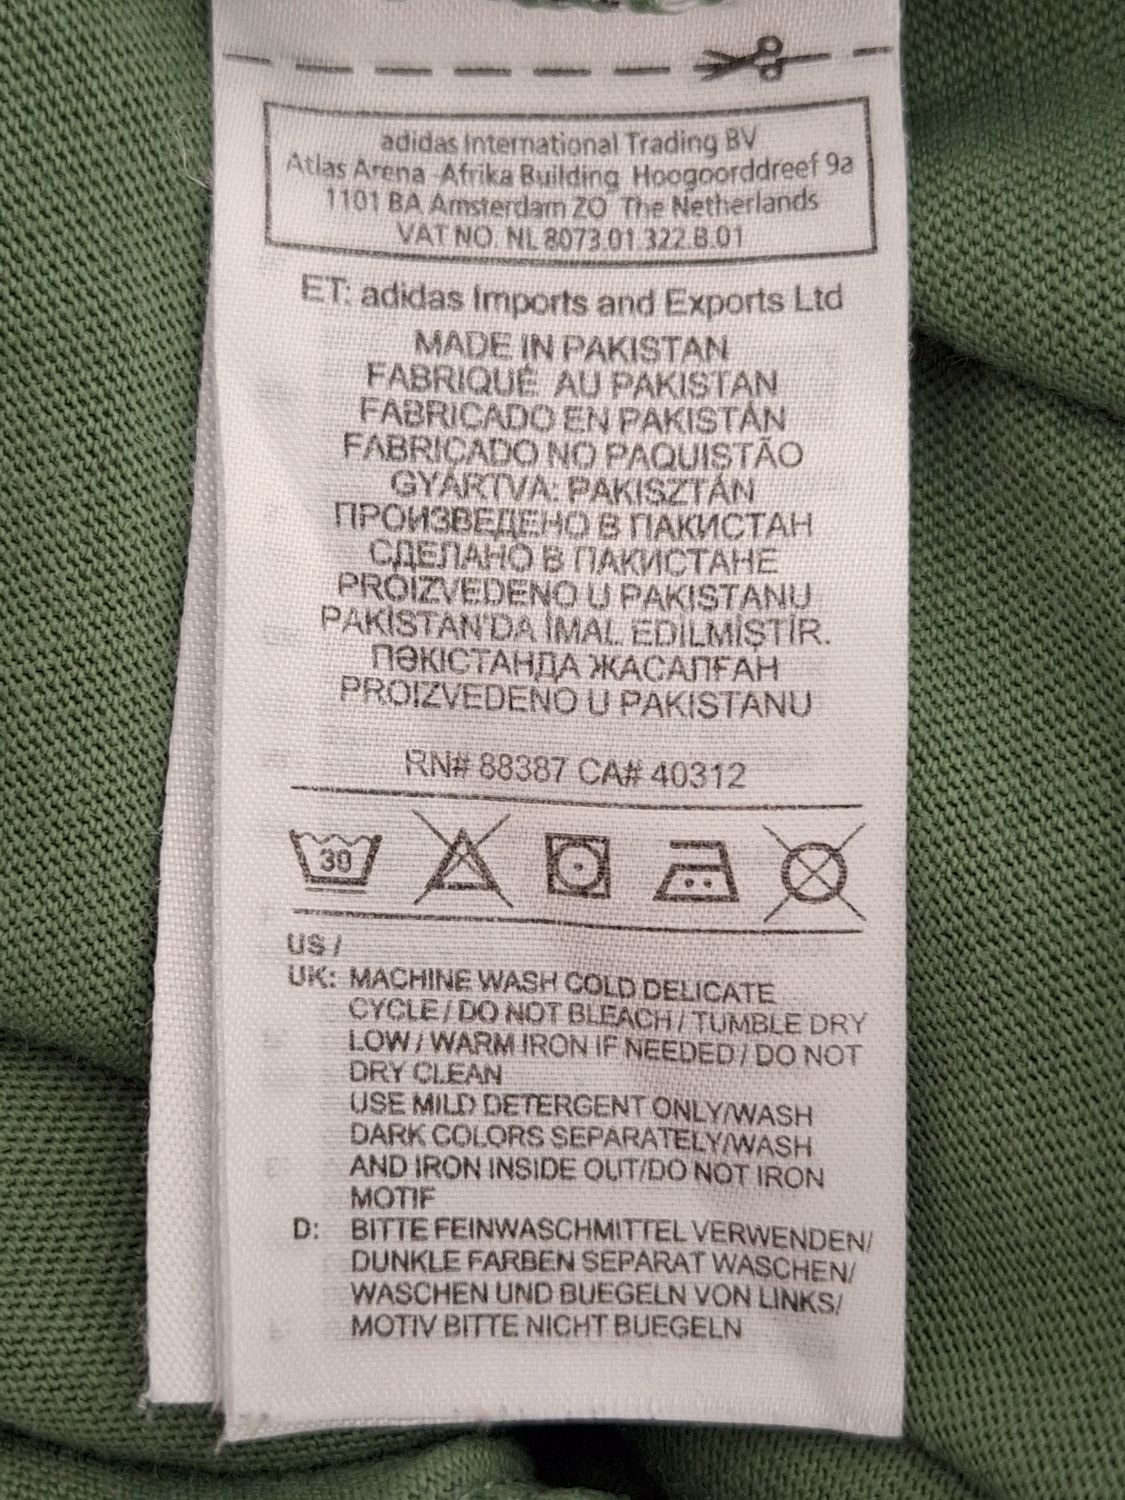 adidas International Trading BV
Atlas Arena -Afrika Building Hoogoorddreef 9a
1101 BA Amsterdam ZO The Netherlands
VAT NO. NL 8073.01.322.B.01
ET: adidas Imports and Exports Ltd
MADE IN PAKISTAN
FABRIQUÉ AU PAKISTAN
FABRICADO EN PAKISTÁN
FABRICADO NO PAQUISTÃO
GYÁRTVA: PAKISZTÁN
ПРОИЗВЕДЕНО В ПАКИСТАН
СДЕЛАНО В ПАКИСТАНЕ
PROIZVEDENO U PAKISTANU
PAKİSTAN'DA İMAL EDILMİŞTİR.
ПӘКІСТАНДА ЖАСАЛҒАН
PROIZVEDENO U PAKISTANU
RN# 88387 CA# 40312
30
US /
UK: MACHINE WASH COLD DELICATE
CYCLE / DO NOT BLEACH / TUMBLE DRY
LOW / WARM IRON IF NEEDED / DO NOT
DRY CLEAN
USE MILD DETERGENT ONLY/WASH
DARK COLORS SEPARATELY/WASH
AND IRON INSIDE OUT/DO NOT IRON
MOTIF
D: BITTE FEINWASCHMITTEL VERWENDEN/
DUNKLE FARBEN SEPARAT WASCHEN/
WASCHEN UND BUEGELN VON LINKS/
MOTIV BITTE NICHT BUEGELN